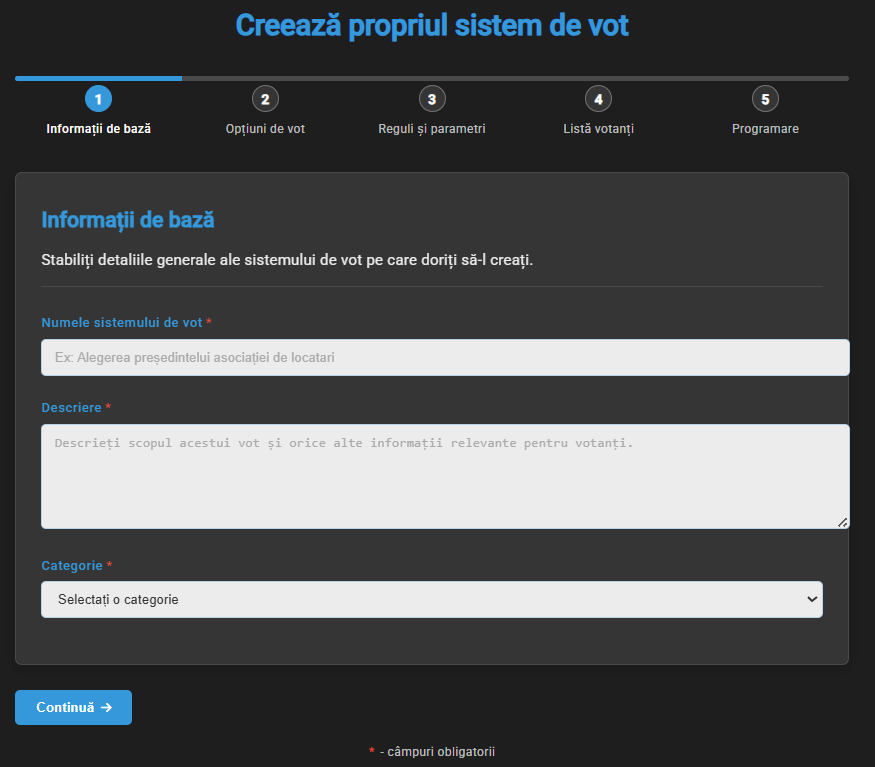 Creează propriul sistem de vot
1 2 3 4 5
Informații de bază Opțiuni de vot Reguli și parametri Listă votanți Programare
Informații de bază
Stabiliți detaliile generale ale sistemului de vot pe care doriți să-l creați.
Numele sistemului de vot *
Ex: Alegerea președintelui asociației de locatari
Descriere *
Descrieți scopul acestui vot și orice alte informații relevante pentru votanți.
Categorie *
Selectați o categorie
Continuă →
* - câmpuri obligatorii